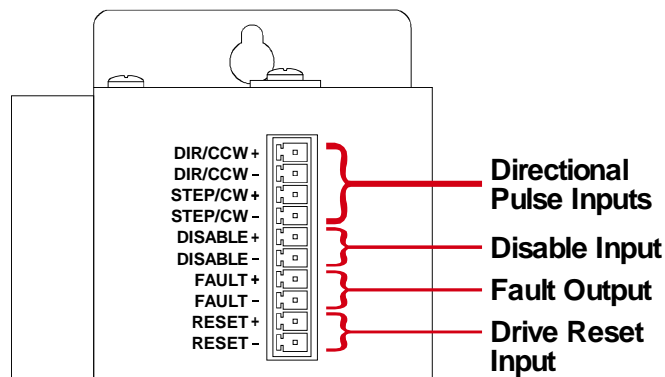 DIR/CCW +
DIR/CCW -
STEP/CW +
STEP/CW -
DISABLE +
DISABLE -
FAULT +
FAULT -
RESET +
RESET -
Directional
Pulse Inputs
Disable Input
Fault Output
Drive Reset
Input